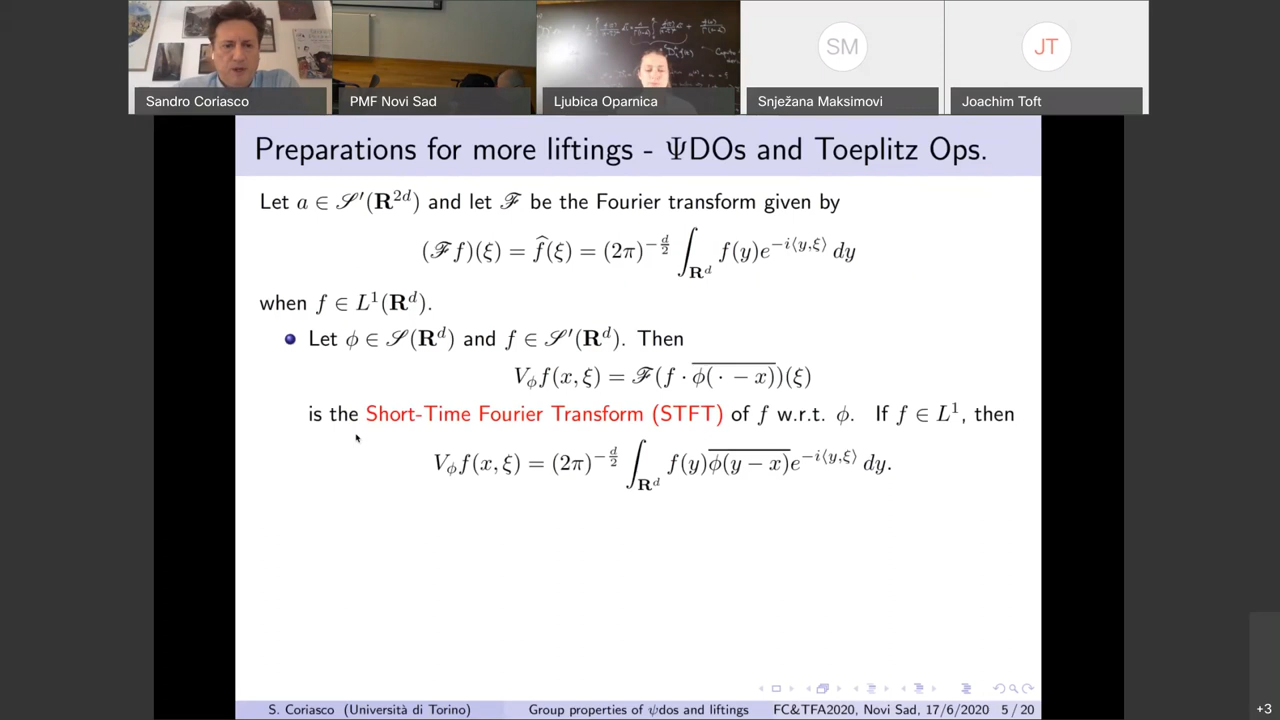 Sandro Coriasco
PMF Novi Sad
Ljubica Oparnica
SM
Snježana Maksimovi
JT
Joachim Toft
Preparations for more liftings - ΨDOs and Toeplitz Ops.
Let a ∈ 𝒮′(R^{2d}) and let ℱ be the Fourier transform given by
(ℱf)(ξ) = f̂(ξ) = (2π)^{-d/2} ∫_{R^d} f(y)e^{-i⟨y,ξ⟩} dy
when f ∈ L^1(R^d).
Let ϕ ∈ 𝒮(R^d) and f ∈ 𝒮′(R^d). Then
V_ϕ f(x, ξ) = ℱ(f · \overline{ϕ(· − x)})(ξ)
is the Short-Time Fourier Transform (STFT) of f w.r.t. ϕ. If f ∈ L^1, then
V_ϕ f(x, ξ) = (2π)^{-d/2} ∫_{R^d} f(y)\overline{ϕ(y − x)}e^{-i⟨y,ξ⟩} dy.
S. Coriasco (Università di Torino) Group properties of ψdos and liftings FC&TFA2020, Novi Sad, 17/6/2020 5 / 20
+3